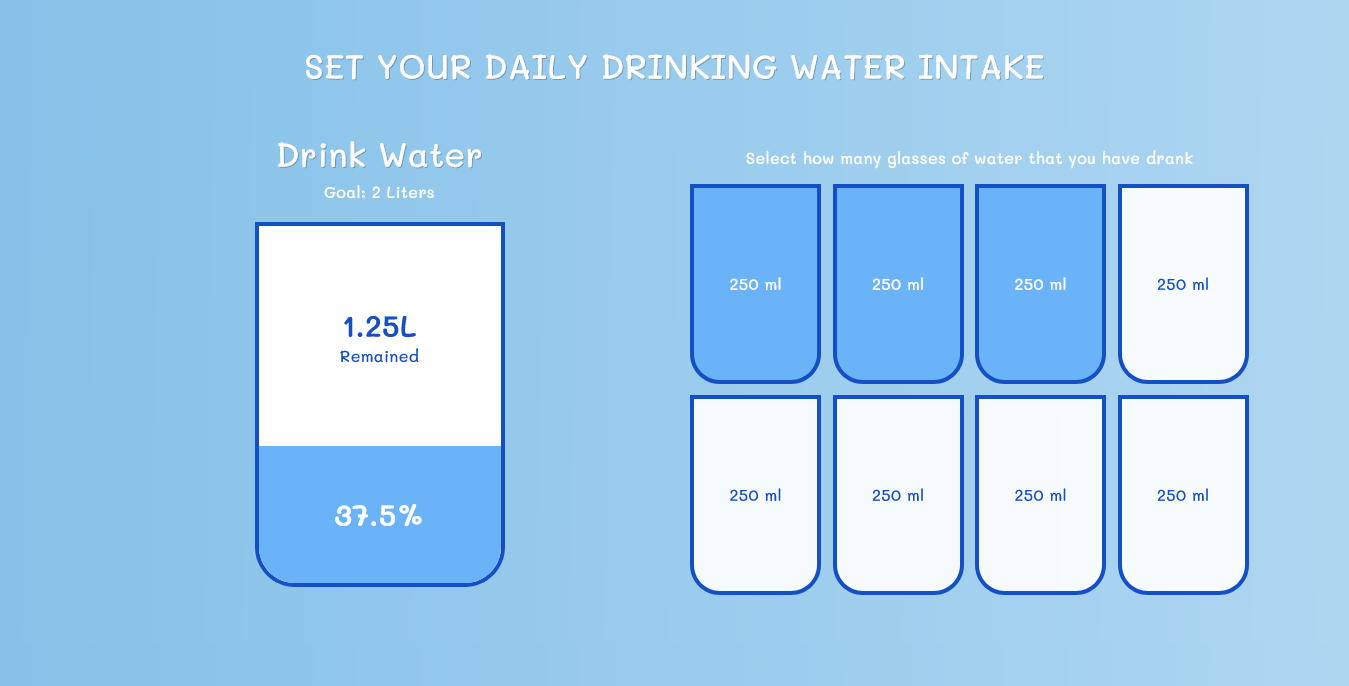 SET YOUR DAILY DRINKING WATER INTAKE
Drink Water
Goal: 2 Liters
1.25L
Remained
37.5%
Select how many glasses of water that you have drank
250 ml
250 ml
250 ml
250 ml
250 ml
250 ml
250 ml
250 ml